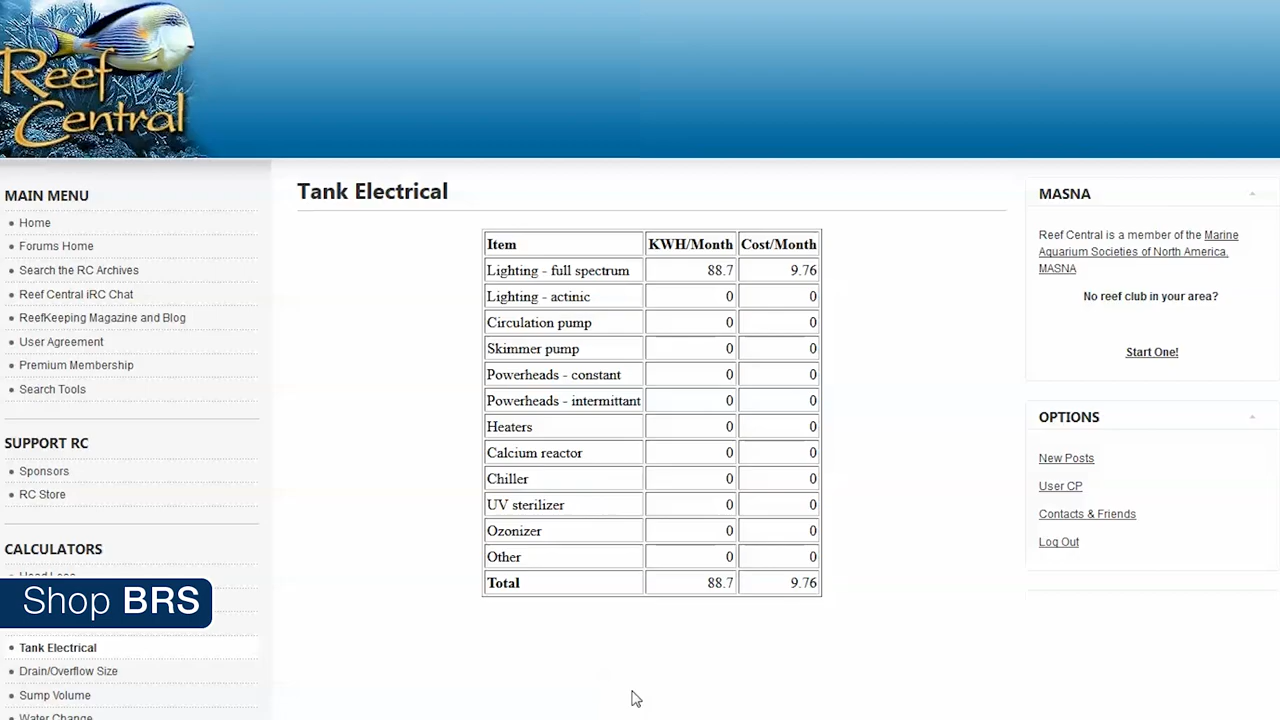 Reef
Central
MAIN MENU
Home
Forums Home
Search the RC Archives
Reef Central iRC Chat
ReefKeeping Magazine and Blog
User Agreement
Premium Membership
Search Tools
SUPPORT RC
Sponsors
RC Store
CALCULATORS
Head Loss
Shop BRS
Tank Electrical
Drain/Overflow Size
Sump Volume
Water Change
Tank Electrical
Item KWH/Month Cost/Month
Lighting - full spectrum 88.7 9.76
Lighting - actinic 0 0
Circulation pump 0 0
Skimmer pump 0 0
Powerheads - constant 0 0
Powerheads - intermittant 0 0
Heaters 0 0
Calcium reactor 0 0
Chiller 0 0
UV sterilizer 0 0
Ozonizer 0 0
Other 0 0
Total 88.7 9.76
MASNA
Reef Central is a member of the Marine
Aquarium Societies of North America.
MASNA
No reef club in your area?
Start One!
OPTIONS
New Posts
User CP
Contacts & Friends
Log Out